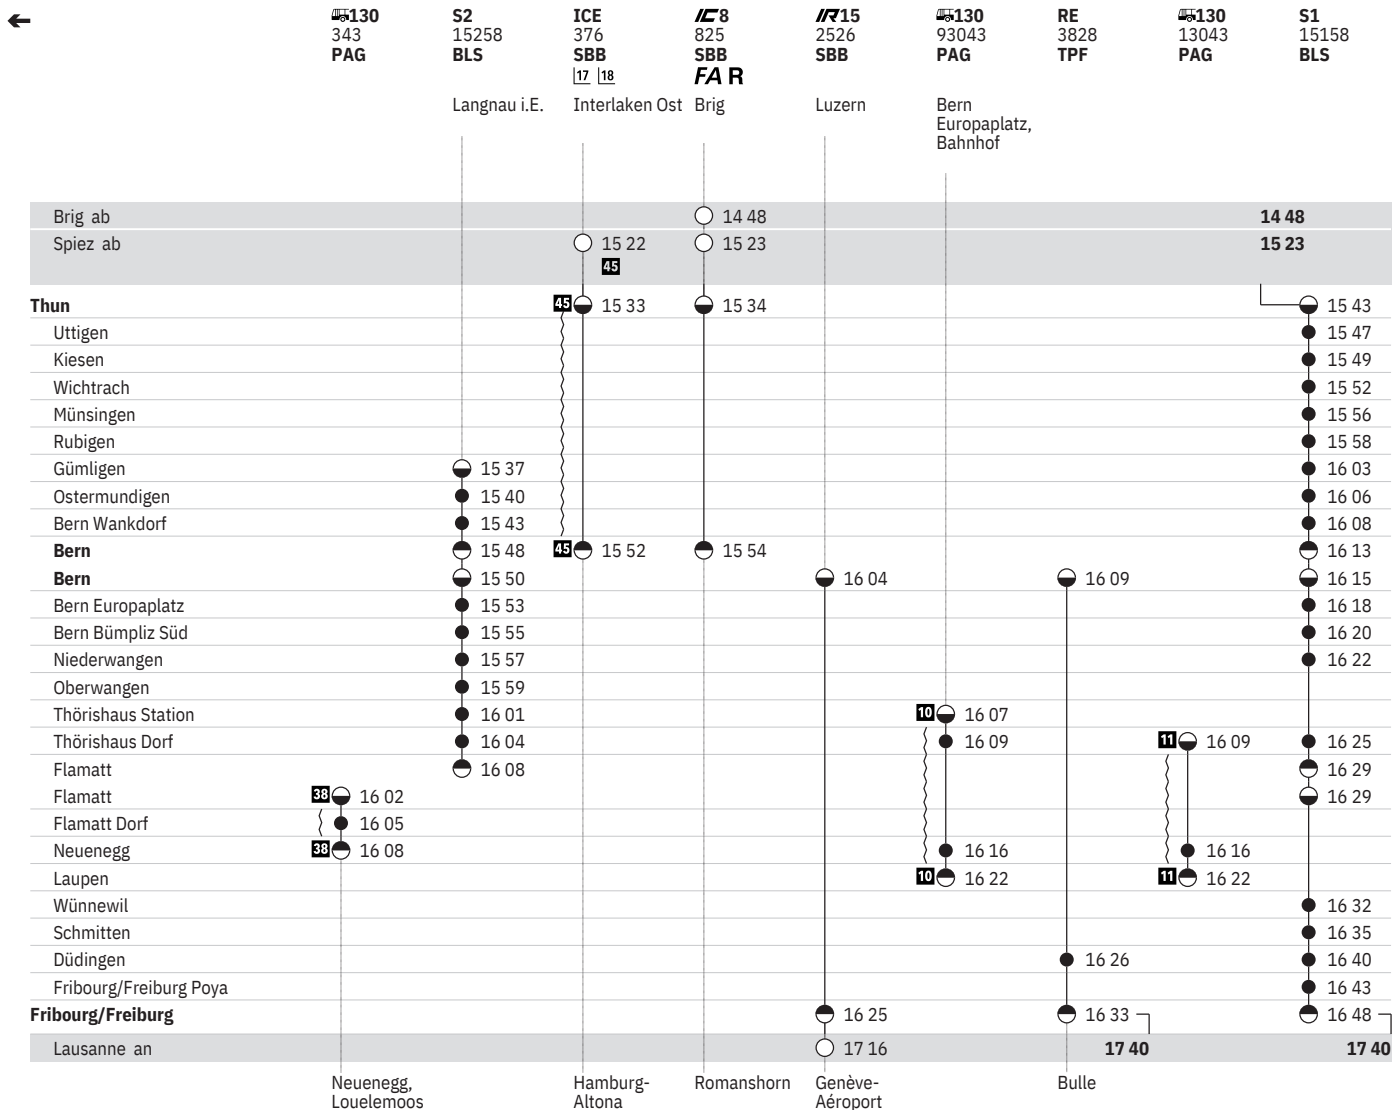 130 S2 ICE IC8 IR15 130 RE 130 S1
343 15258 376 825 2526 93043 3828 13043 15158
PAG BLS SBB SBB SBB PAG TPF PAG BLS
17 18 FA R
Langnau i.E. Interlaken Ost Brig Luzern Bern
Europaplatz,
Bahnhof
Brig ab 14 48 14 48
Spiez ab 15 22 15 23 15 23
45
Thun 45 15 33 15 34 15 43
Uttigen 15 47
Kiesen 15 49
Wichtrach 15 52
Münsingen 15 56
Rubigen 15 58
Gümligen 15 37 16 03
Ostermundigen 15 40 16 06
Bern Wankdorf 15 43 16 08
Bern 15 48 45 15 52 15 54 16 13
Bern 15 50 16 04 16 09 16 15
Bern Europaplatz 15 53 16 18
Bern Bümpliz Süd 15 55 16 20
Niederwangen 15 57 16 22
Oberwangen 15 59
Thörishaus Station 16 01 10 16 07
Thörishaus Dorf 16 04 16 09 11 16 09 16 25
Flamatt 16 08 16 29
Flamatt 38 16 02 16 29
Flamatt Dorf 16 05
Neuenegg 38 16 08 16 16 16 16
Laupen 10 16 22 11 16 22
Wünnewil 16 32
Schmitten 16 35
Düdingen 16 26 16 40
Fribourg/Freiburg Poya 16 43
Fribourg/Freiburg 16 25 16 33 16 48
Lausanne an 17 16 17 40 17 40
Neuenegg, Hamburg- Romanshorn Genève- Bulle
Louelemoos Altona Aéroport